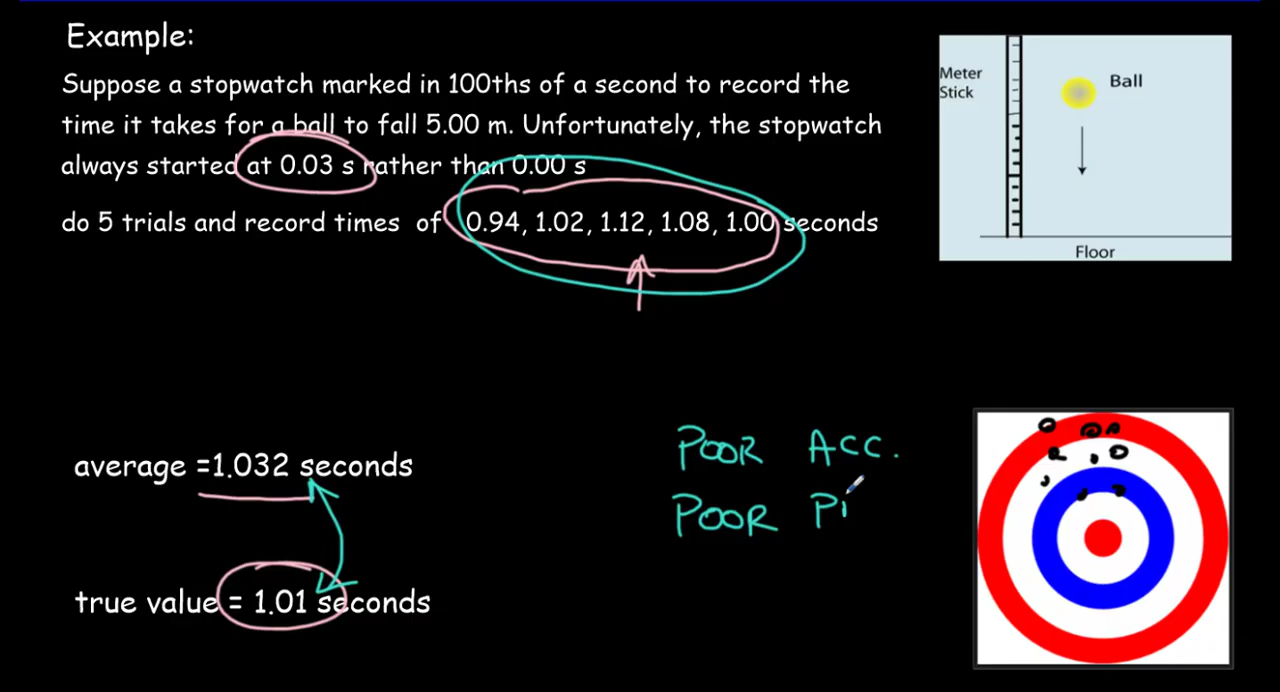 Example:
Suppose a stopwatch marked in 100ths of a second to record the
time it takes for a ball to fall 5.00 m. Unfortunately, the stopwatch
always started at 0.03 s rather than 0.00 s
do 5 trials and record times of 0.94, 1.02, 1.12, 1.08, 1.00 seconds
Meter
Stick
Ball
Floor
average =1.032 seconds
true value = 1.01 seconds
POOR ACC.
POOR P